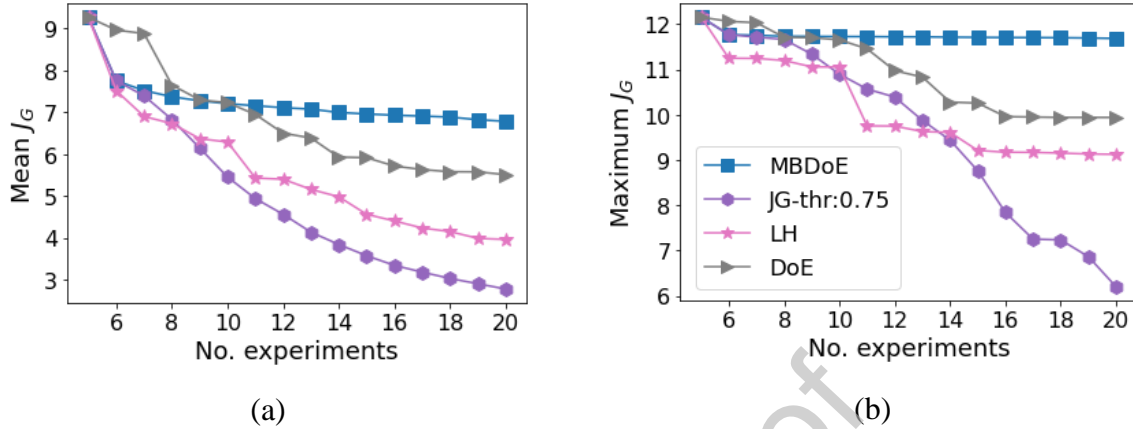 9
8
7
6
5
4
3
Mean J_G
6 8 10 12 14 16 18 20
No. experiments
(a)
12
11
10
9
8
7
6
Maximum J_G
MBDoE
JG-thr:0.75
LH
DoE
6 8 10 12 14 16 18 20
No. experiments
(b)
of